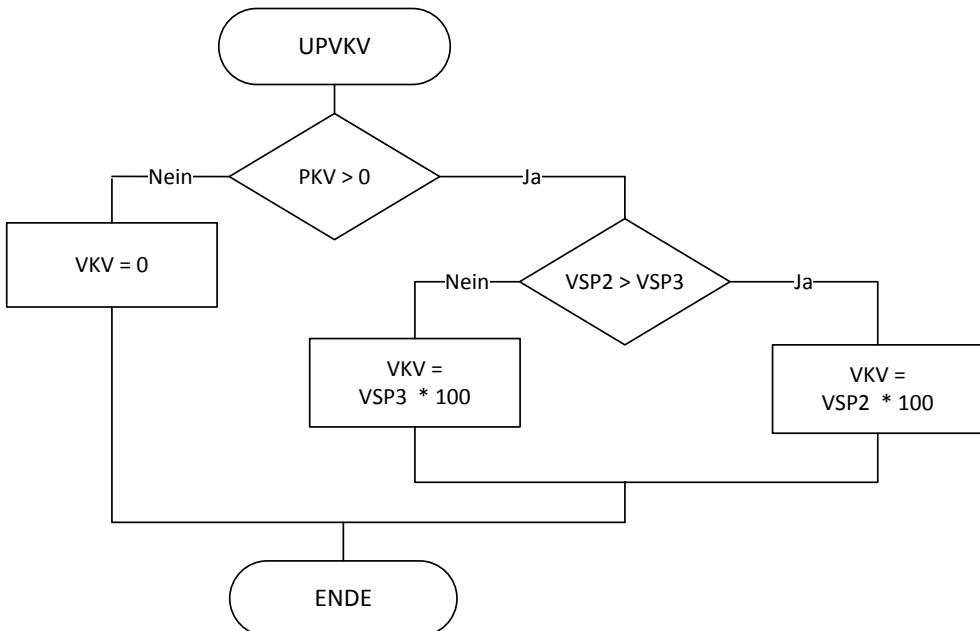 UPVKV
Nein
PKV > 0
Ja
VKV = 0
Nein
VSP2 > VSP3
Ja
VKV =
VSP3 * 100
VKV =
VSP2 * 100
ENDE